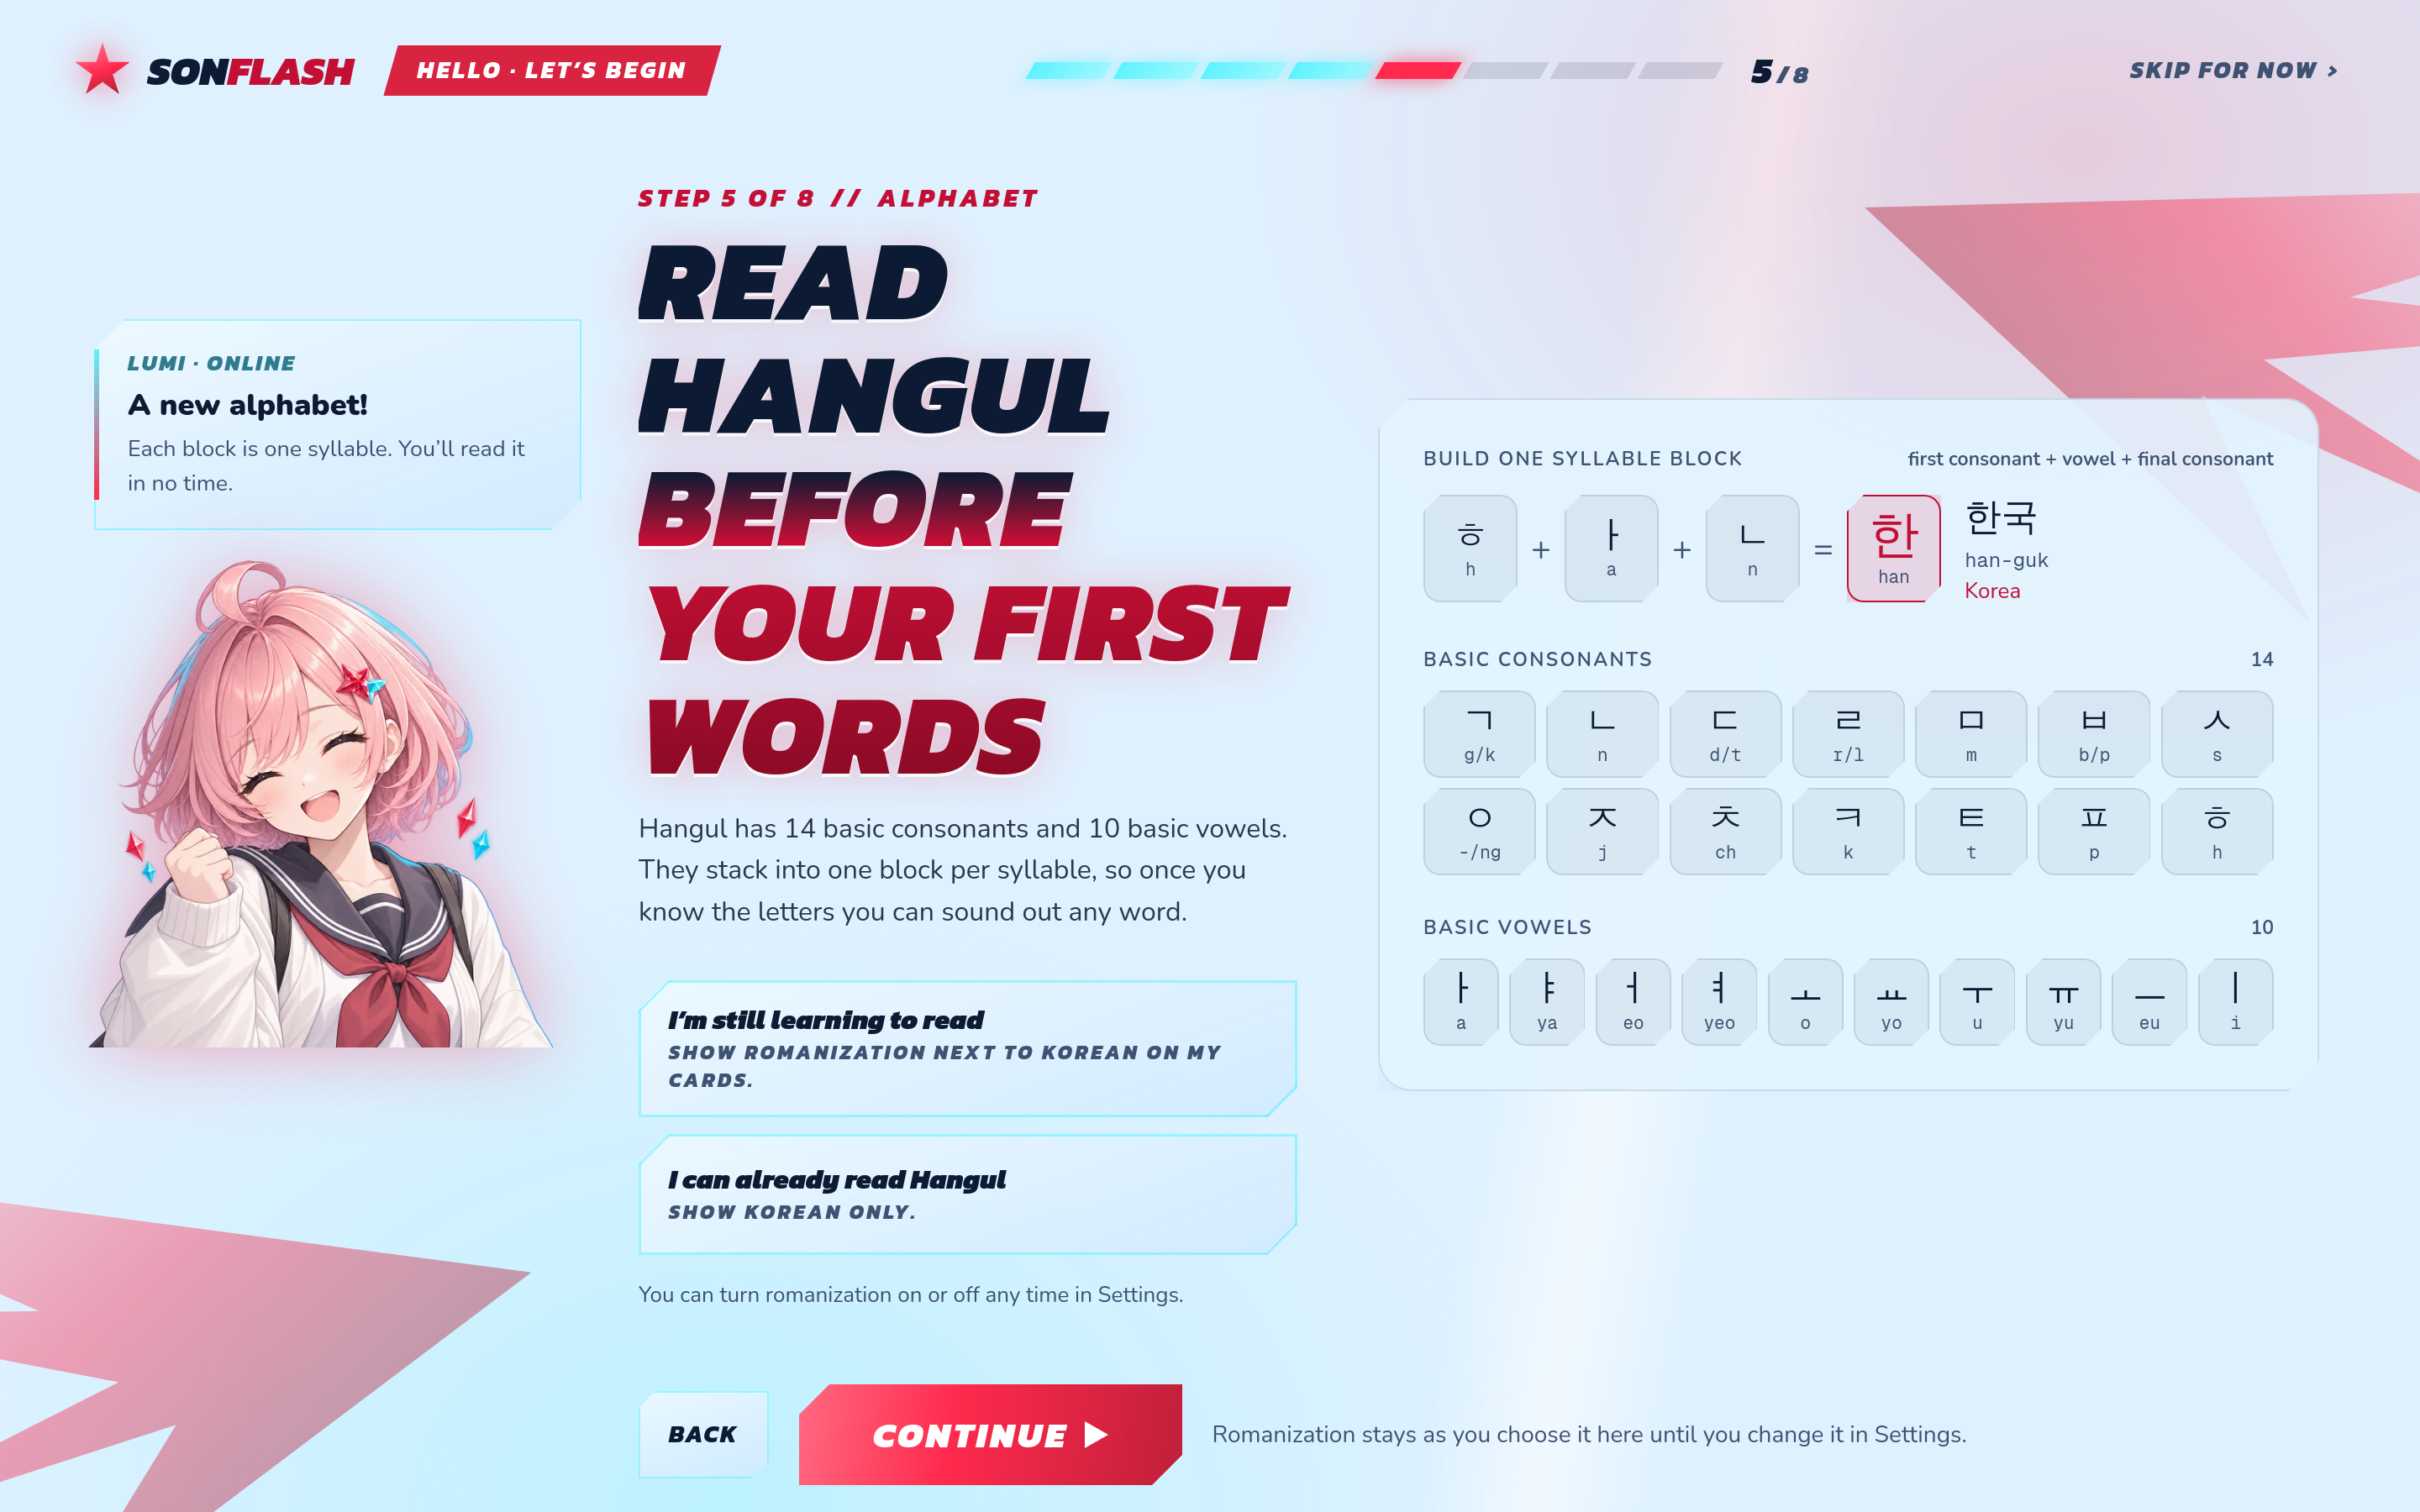 SONFLASH
HELLO · LET’S BEGIN
5 / 8
SKIP FOR NOW ›
LUMI · ONLINE
A new alphabet!
Each block is one syllable. You’ll read it
in no time.
STEP 5 OF 8 // ALPHABET
READ
HANGUL
BEFORE
YOUR FIRST
WORDS
Hangul has 14 basic consonants and 10 basic vowels.
They stack into one block per syllable, so once you
know the letters you can sound out any word.
I’m still learning to read
SHOW ROMANIZATION NEXT TO KOREAN ON MY
CARDS.
I can already read Hangul
SHOW KOREAN ONLY.
You can turn romanization on or off any time in Settings.
BUILD ONE SYLLABLE BLOCK first consonant + vowel + final consonant
ㅎ + ㅏ + ㄴ = 한 한국
h a n han han-guk
Korea
BASIC CONSONANTS 14
ㄱ ㄴ ㄷ ㄹ ㅁ ㅂ ㅅ
g/k n d/t r/l m b/p s
ㅇ ㅈ ㅊ ㅋ ㅌ ㅍ ㅎ
-/ng j ch k t p h
BASIC VOWELS 10
ㅏ ㅑ ㅓ ㅕ ㅗ ㅛ ㅜ ㅠ ㅡ ㅣ
a ya eo yeo o yo u yu eu i
BACK
CONTINUE ▶
Romanization stays as you choose it here until you change it in Settings.